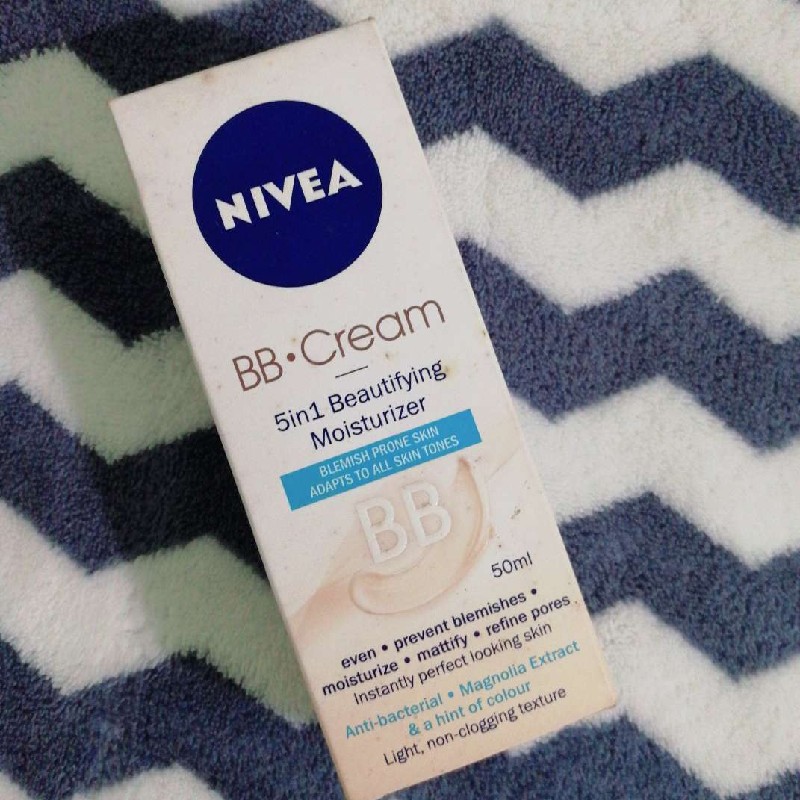 NIVEA
BB•Cream
5in1 Beautifying
Moisturizer
BLEMISH PRONE SKIN
ADAPTS TO ALL SKIN TONES
BB
50ml
even • prevent blemishes •
moisturize • mattify • refine pores
Instantly perfect looking skin
Anti-bacterial • Magnolia Extract
& a hint of colour
Light, non-clogging texture